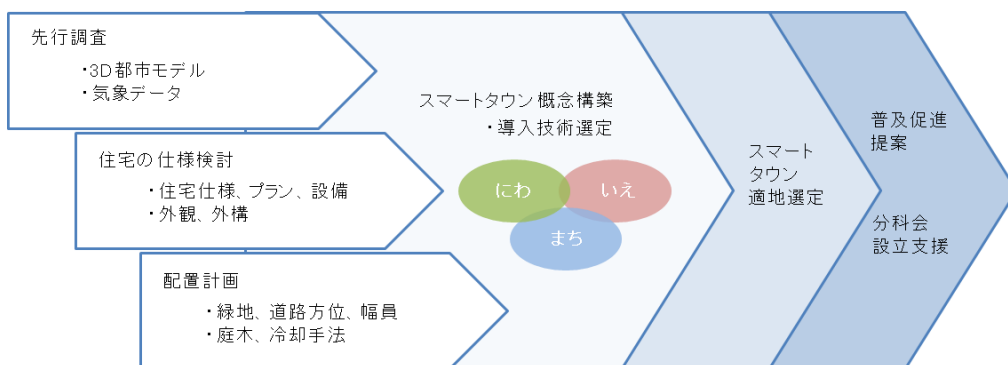 先行調査
・3D都市モデル
・気象データ
住宅の仕様検討
・住宅仕様、プラン、設備
・外観、外構
配置計画
・緑地、道路方位、幅員
・庭木、冷却手法
スマートタウン概念構築
・導入技術選定
にわ
いえ
まち
スマート
タウン
適地選定
普及促進
提案
分科会
設立支援